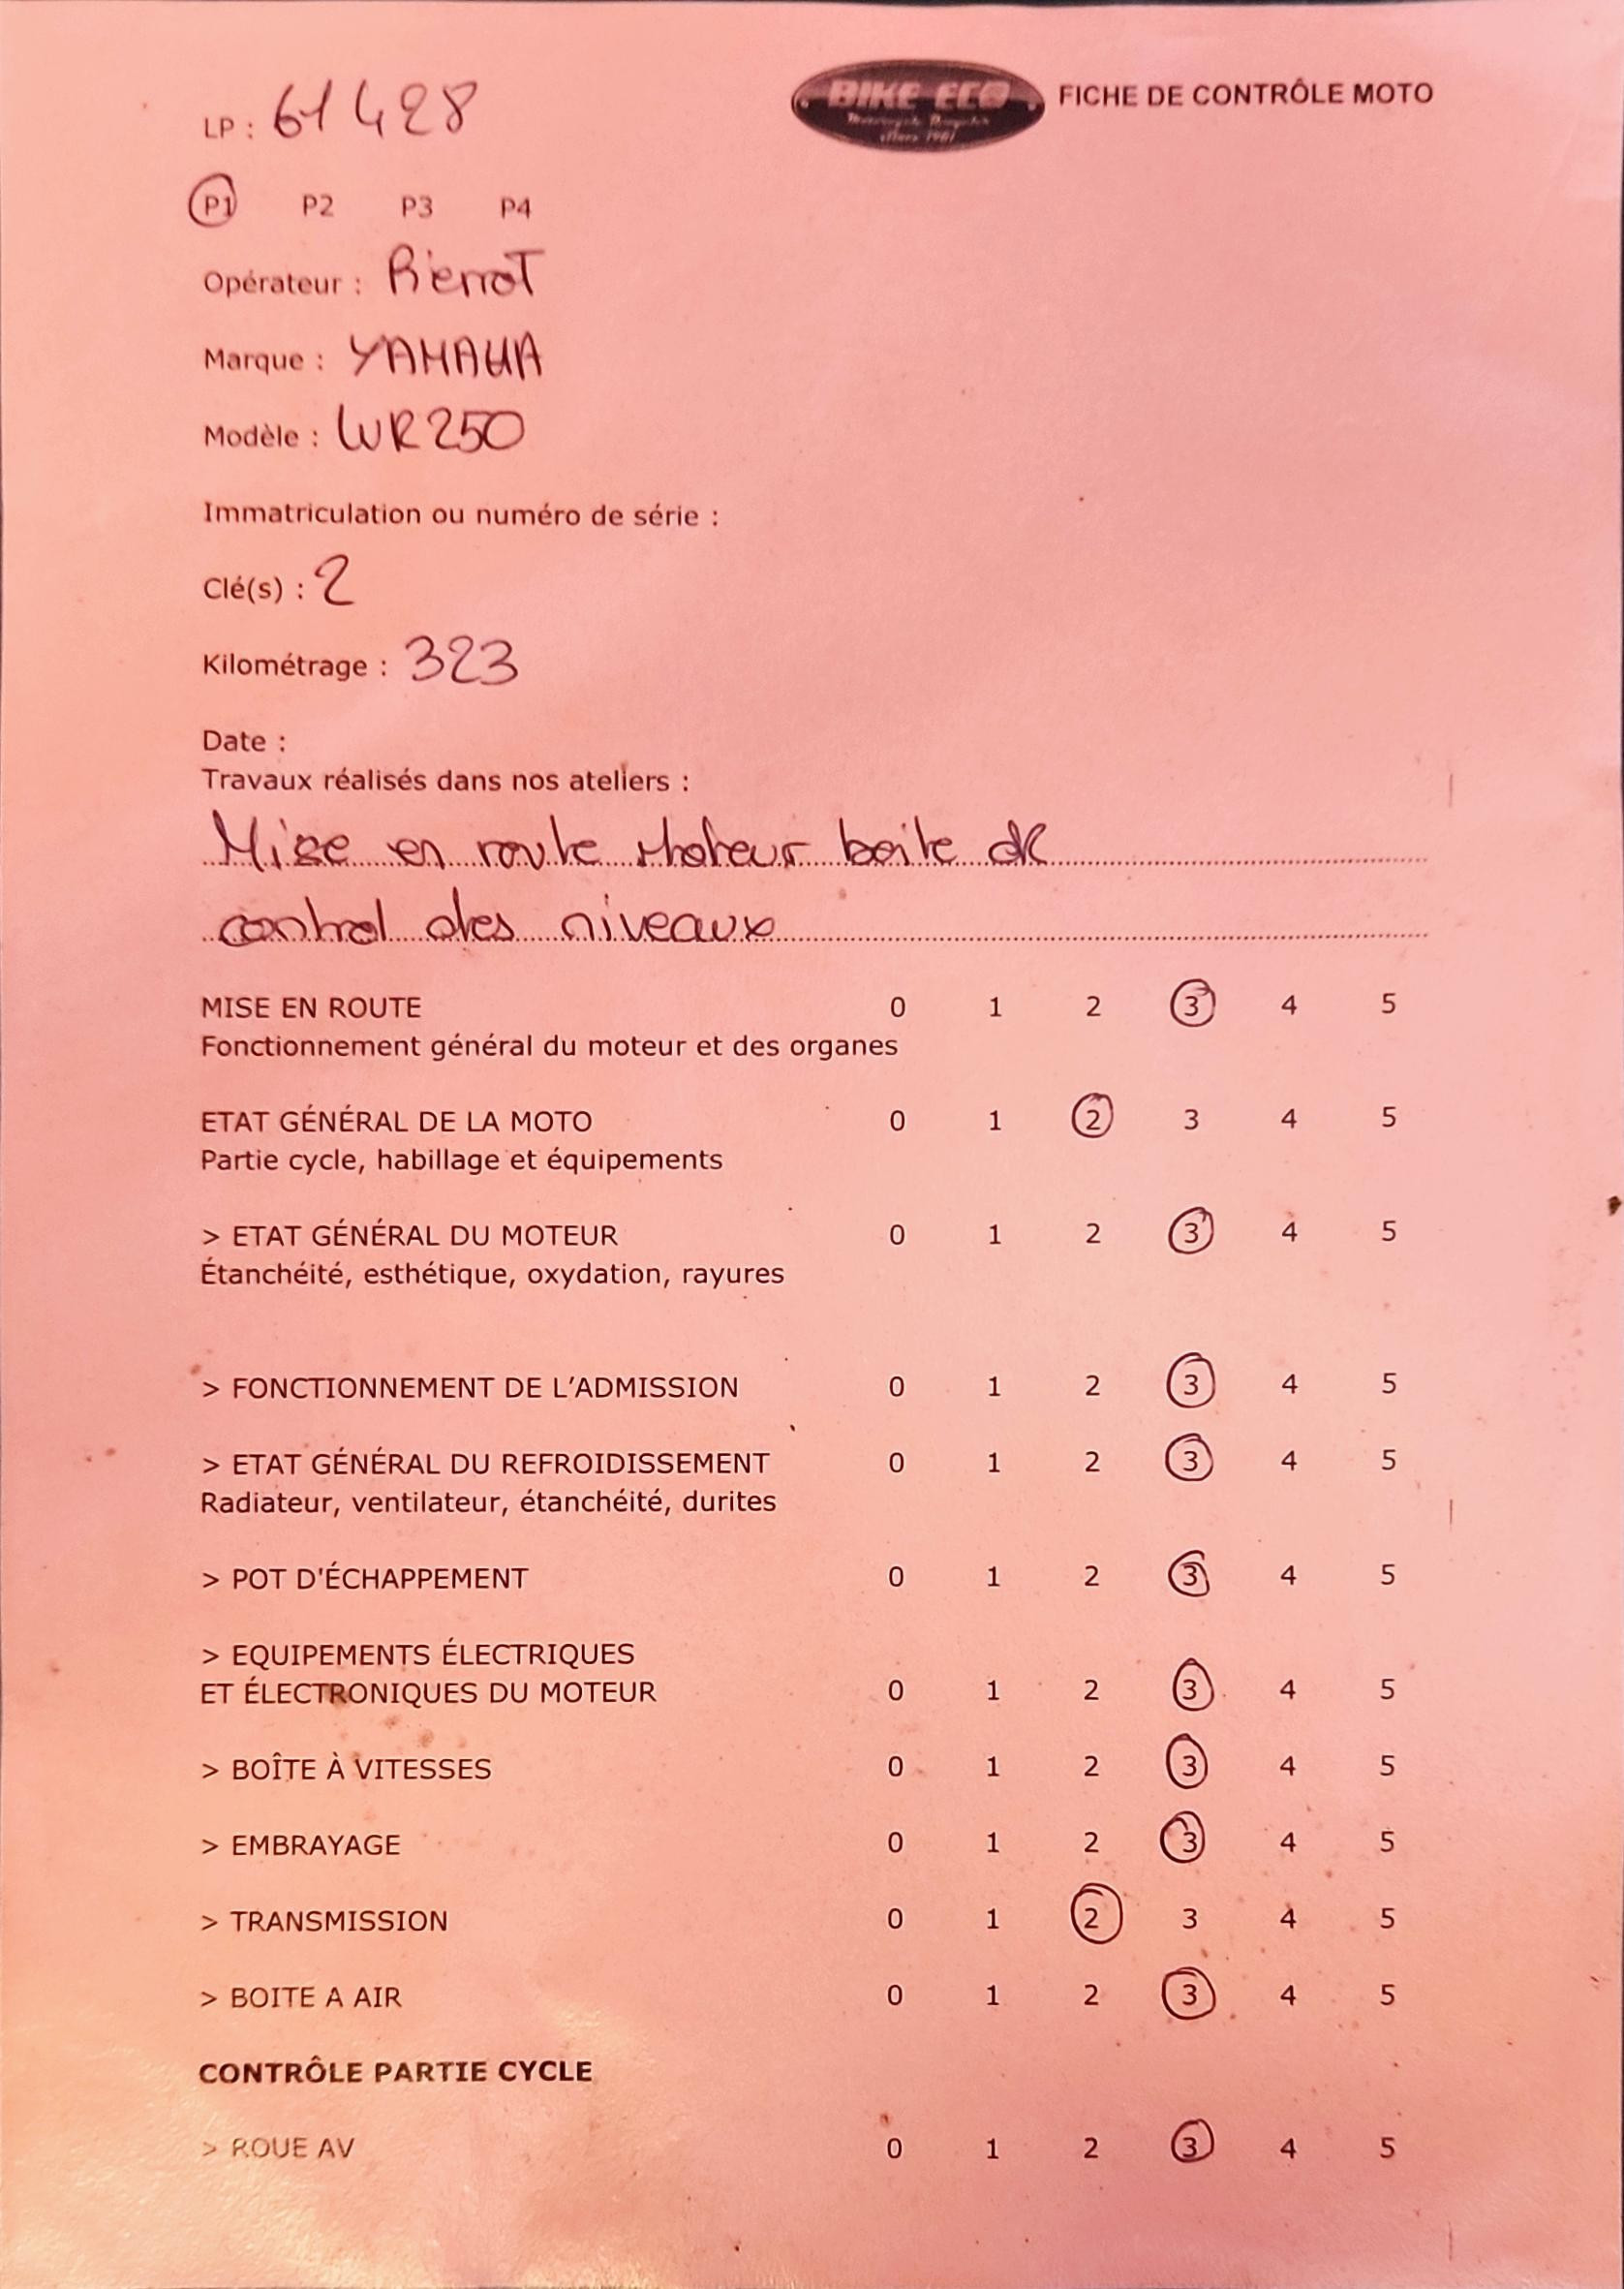 LP : 61428
BIKE ECO
FICHE DE CONTRÔLE MOTO
P1 P2 P3 P4
Opérateur : Pierrot
Marque : YAMAHA
Modèle : WR250
Immatriculation ou numéro de série :
Clé(s) : 2
Kilométrage : 323
Date :
Travaux réalisés dans nos ateliers :
Mise en route Moteur boite ok
control des niveaux
MISE EN ROUTE 0 1 2 3 4 5
Fonctionnement général du moteur et des organes
ETAT GÉNÉRAL DE LA MOTO 0 1 2 3 4 5
Partie cycle, habillage et équipements
> ETAT GÉNÉRAL DU MOTEUR 0 1 2 3 4 5
Étanchéité, esthétique, oxydation, rayures
> FONCTIONNEMENT DE L’ADMISSION 0 1 2 3 4 5
> ETAT GÉNÉRAL DU REFROIDISSEMENT 0 1 2 3 4 5
Radiateur, ventilateur, étanchéité, durites
> POT D'ÉCHAPPEMENT 0 1 2 3 4 5
> EQUIPEMENTS ÉLECTRIQUES
ET ÉLECTRONIQUES DU MOTEUR 0 1 2 3 4 5
> BOÎTE À VITESSES 0 1 2 3 4 5
> EMBRAYAGE 0 1 2 3 4 5
> TRANSMISSION 0 1 2 3 4 5
> BOITE A AIR 0 1 2 3 4 5
CONTRÔLE PARTIE CYCLE
> ROUE AV 0 1 2 3 4 5